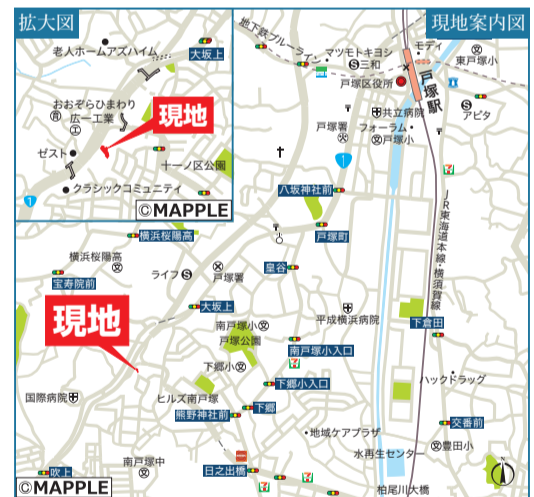 拡大図
老人ホームアズハイム
大坂上
おおぞらひまわり
広一工業
現地
ゼスト
十一ノ区公園
クラシックコミュニティ
1
©MAPPLE
現地案内図
地下鉄ブルーライン
マツモトキヨシ
モディ
三和
東戸塚小
戸塚区役所
戸塚駅
共立病院
アピタ
戸塚署
フォーラム
戸塚小
1
八坂神社前
JR東海道本線・横須賀線
戸塚町
横浜桜陽高
横浜桜陽高
皇谷
宝寿院前
ライフ
戸塚署
大坂上
平成横浜病院
現地
南戸塚小
下倉田
戸塚公園
南戸塚小入口
下郷小
下郷小入口
ハックドラッグ
国際病院
ヒルズ南戸塚
下郷
熊野神社前
交番前
地域ケアプラザ
豊田小
水再生センター
南戸塚中
吹上
日之出橋
柏尾川大橋
©MAPPLE